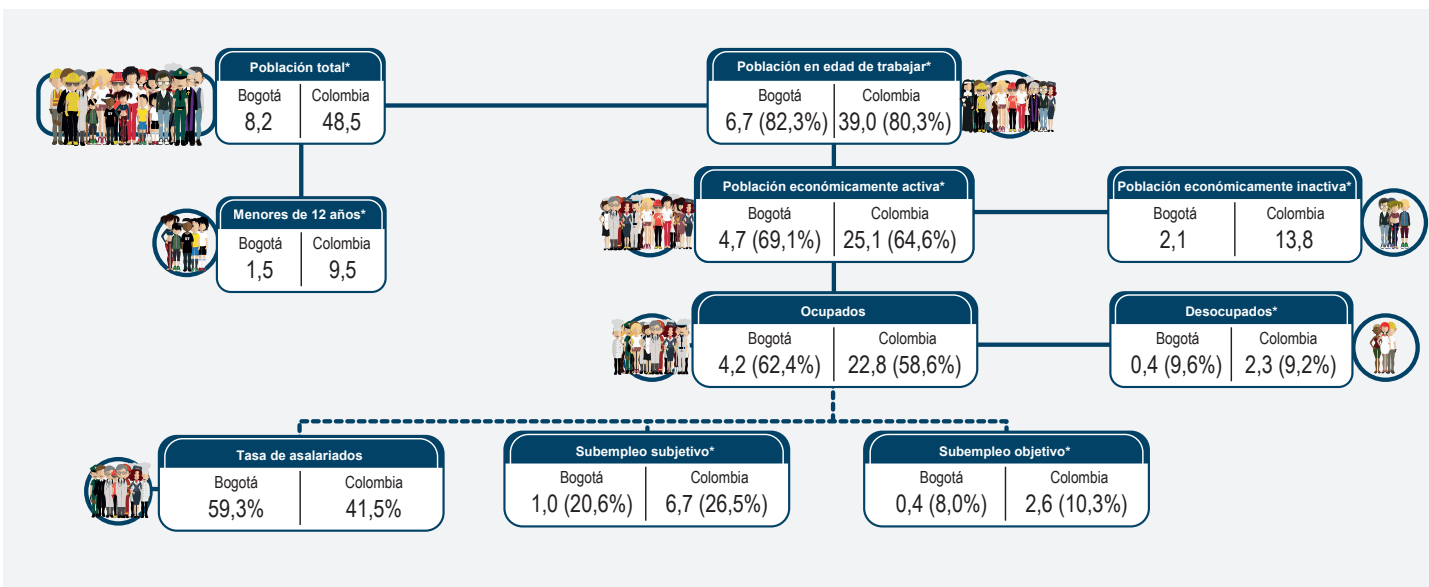 Población total*
Bogotá Colombia
8,2 48,5
Población en edad de trabajar*
Bogotá Colombia
6,7 (82,3%) 39,0 (80,3%)
Menores de 12 años*
Bogotá Colombia
1,5 9,5
Población económicamente activa*
Bogotá Colombia
4,7 (69,1%) 25,1 (64,6%)
Población económicamente inactiva*
Bogotá Colombia
2,1 13,8
Ocupados
Bogotá Colombia
4,2 (62,4%) 22,8 (58,6%)
Desocupados*
Bogotá Colombia
0,4 (9,6%) 2,3 (9,2%)
Tasa de asalariados
Bogotá Colombia
59,3% 41,5%
Subempleo subjetivo*
Bogotá Colombia
1,0 (20,6%) 6,7 (26,5%)
Subempleo objetivo*
Bogotá Colombia
0,4 (8,0%) 2,6 (10,3%)